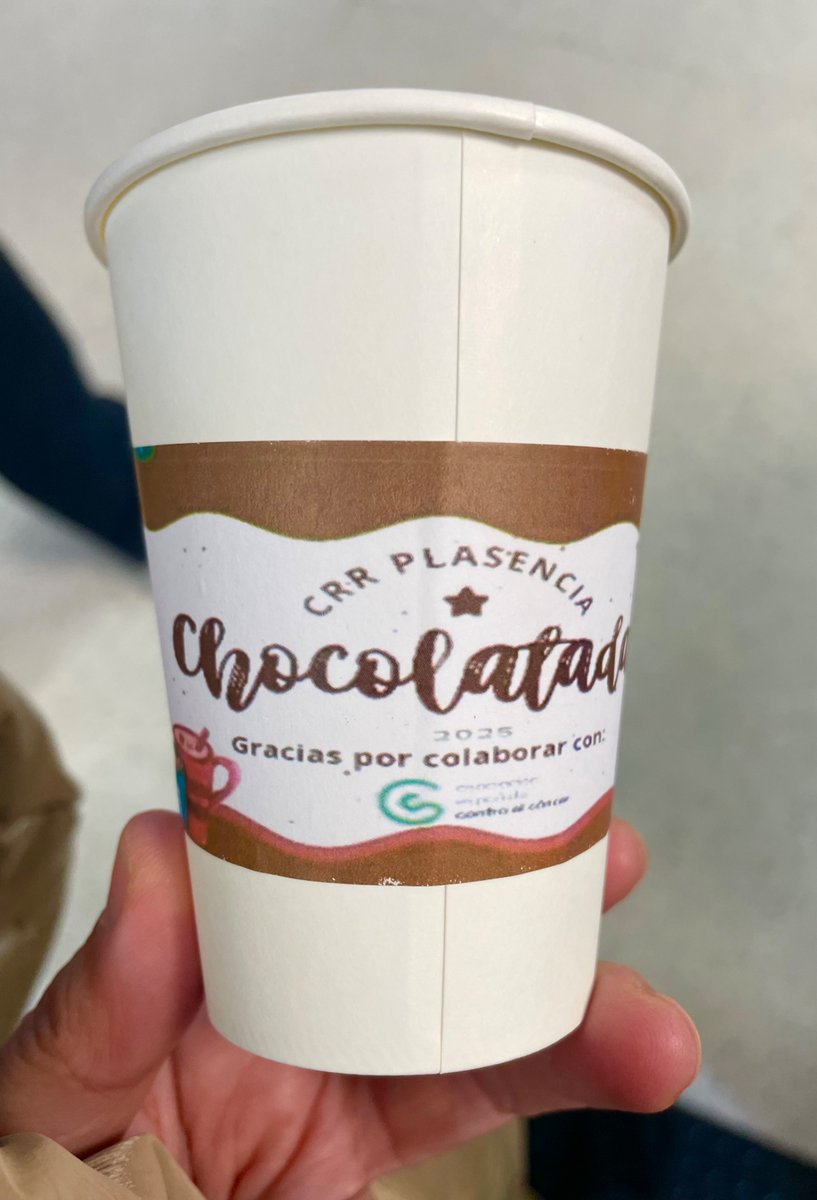 CRR PLASENCIA
Chocolatada
2025
Gracias por colaborar con:
contra el cáncer